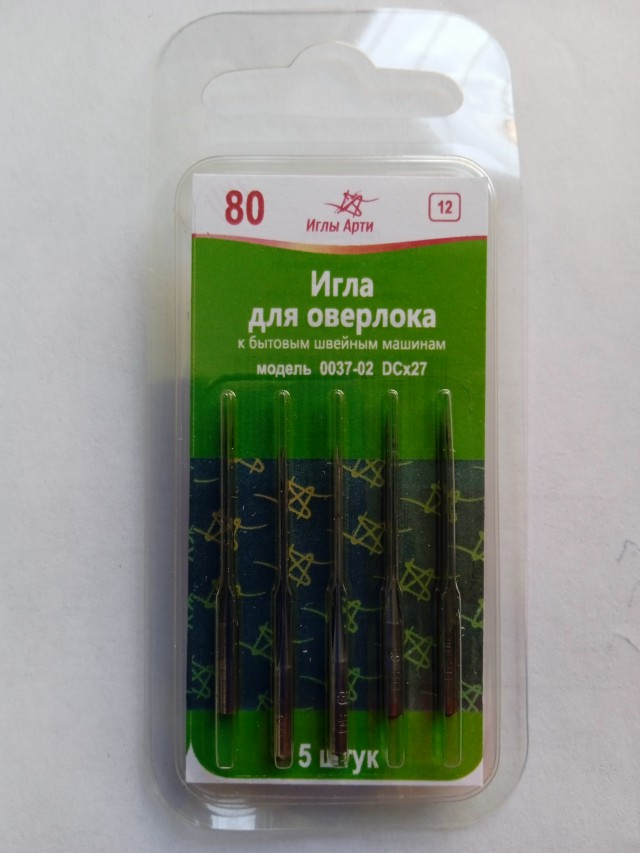 80
12
Иглы Арти
Игла
для оверлока
к бытовым швейным машинам
модель 0037-02 DCx27
5 штук